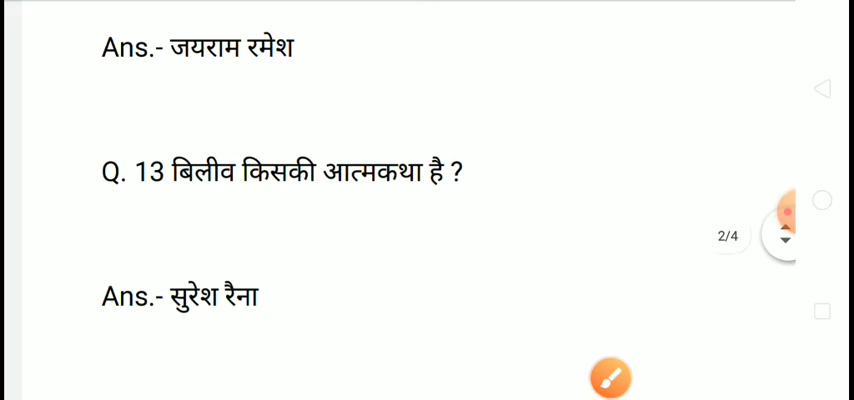 Ans.- जयराम रमेश
Q. 13 बिलीव किसकी आत्मकथा है ?
2/4
Ans.- सुरेश रैना